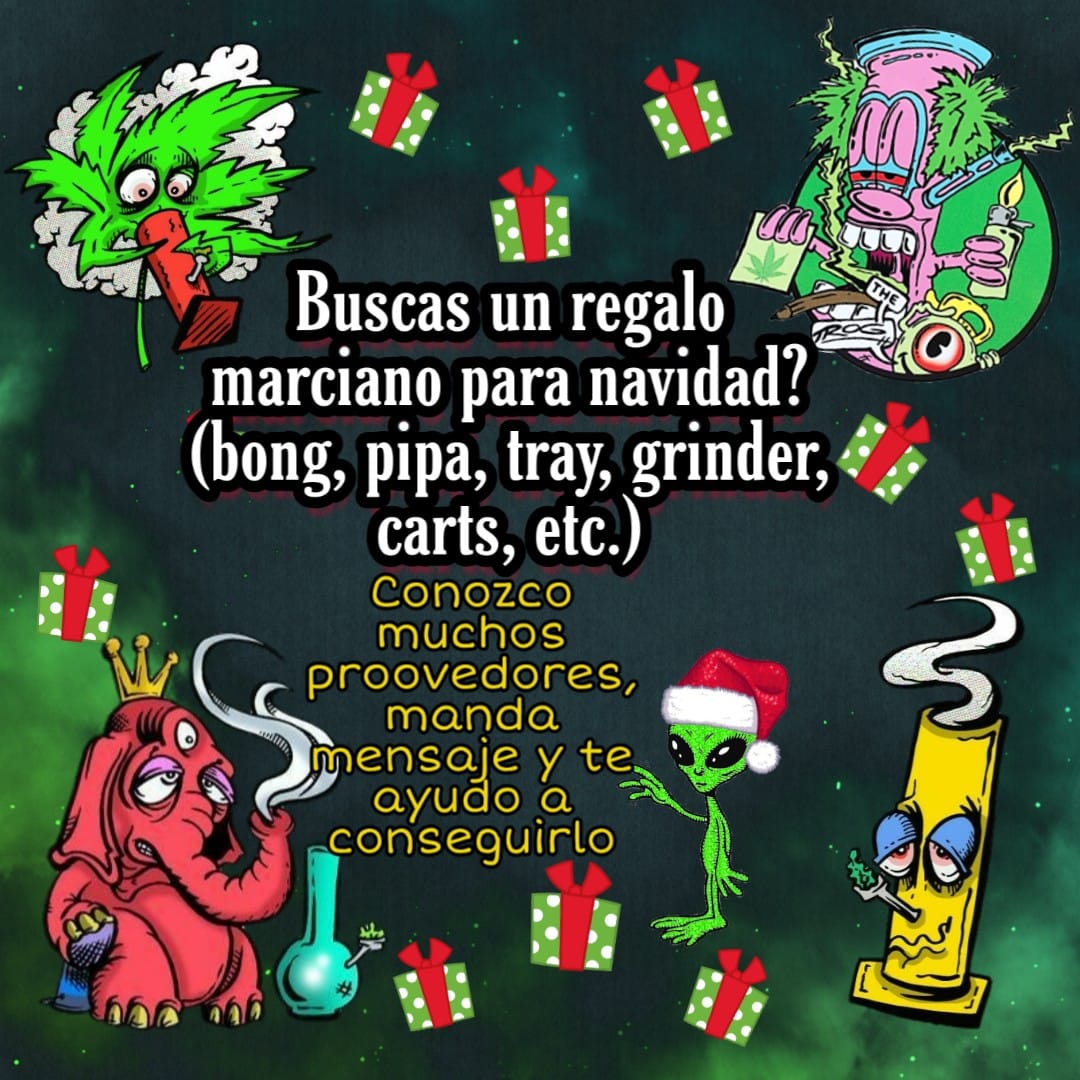 Buscas un regalo
marciano para navidad?
(bong, pipa, tray, grinder,
carts, etc.)
Conozco
muchos
proovedores,
manda
mensaje y te
ayudo a
conseguirlo
THE
TROG